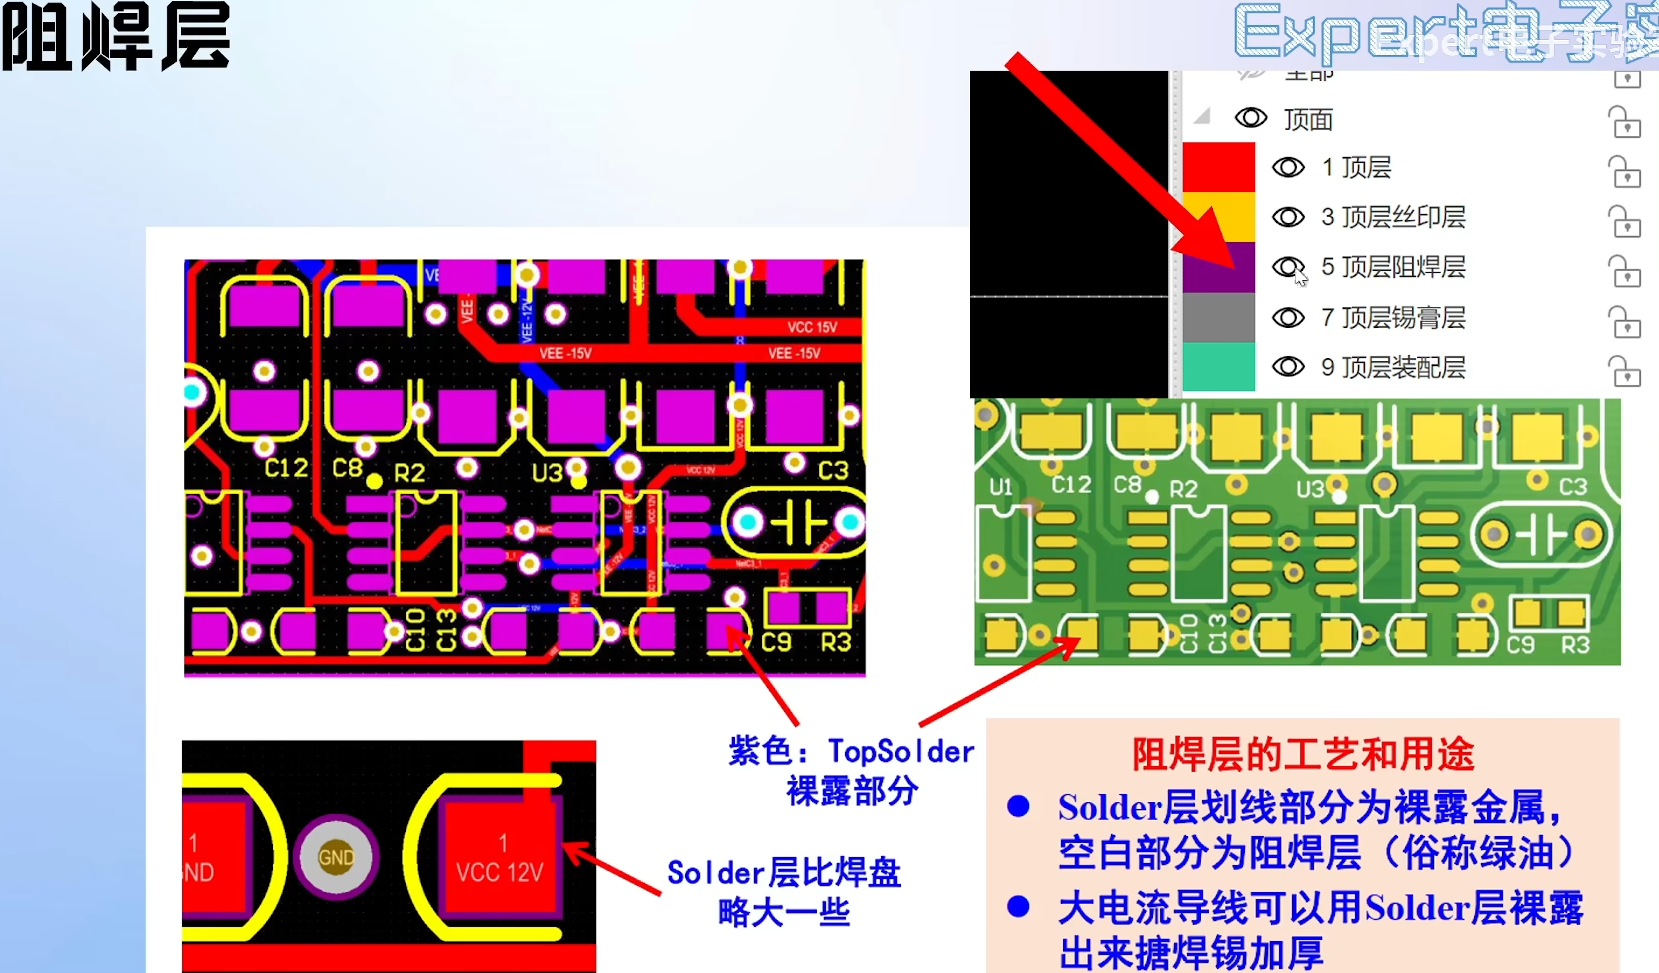 阻焊层
Expert电子实验
全部
顶面
1 顶层
3 顶层丝印层
5 顶层阻焊层
7 顶层锡膏层
9 顶层装配层
VEE -12V
VEE -15V
VCC 15V
VEE -15V
VCC 12V
C12
C8
R2
U3
C3
NetC3_1
C10
C13
C9
R3
U1
C12
C8
R2
U3
C3
C10
C13
C9
R3
紫色：TopSolder
裸露部分
1
GND
GND
1
VCC 12V
Solder层比焊盘
略大一些
阻焊层的工艺和用途
● Solder层划线部分为裸露金属，
空白部分为阻焊层（俗称绿油）
● 大电流导线可以用Solder层裸露
出来搪焊锡加厚